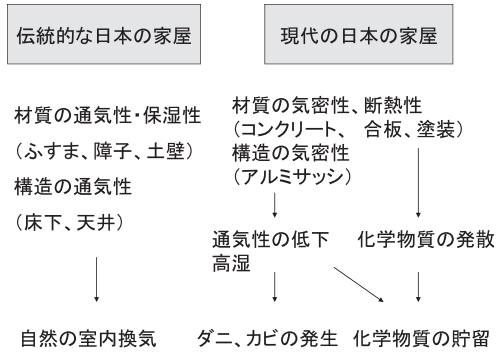 伝統的な日本の家屋
材質の通気性・保湿性
（ふすま、障子、土壁）
構造の通気性
（床下、天井）
自然の室内換気
現代の日本の家屋
材質の気密性、断熱性
（コンクリート、 合板、塗装）
構造の気密性
（アルミサッシ）
通気性の低下
高湿
化学物質の発散
ダニ、カビの発生
化学物質の貯留